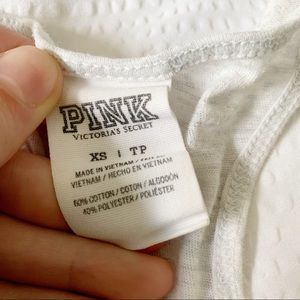 PINK
VICTORIA'S SECRET
XS | TP
MADE IN VIETNAM /
VIETNAM / HECHO EN VIETNAM
60% COTTON / COTON / ALGODÓN
40% POLYESTER / POLIÉSTER